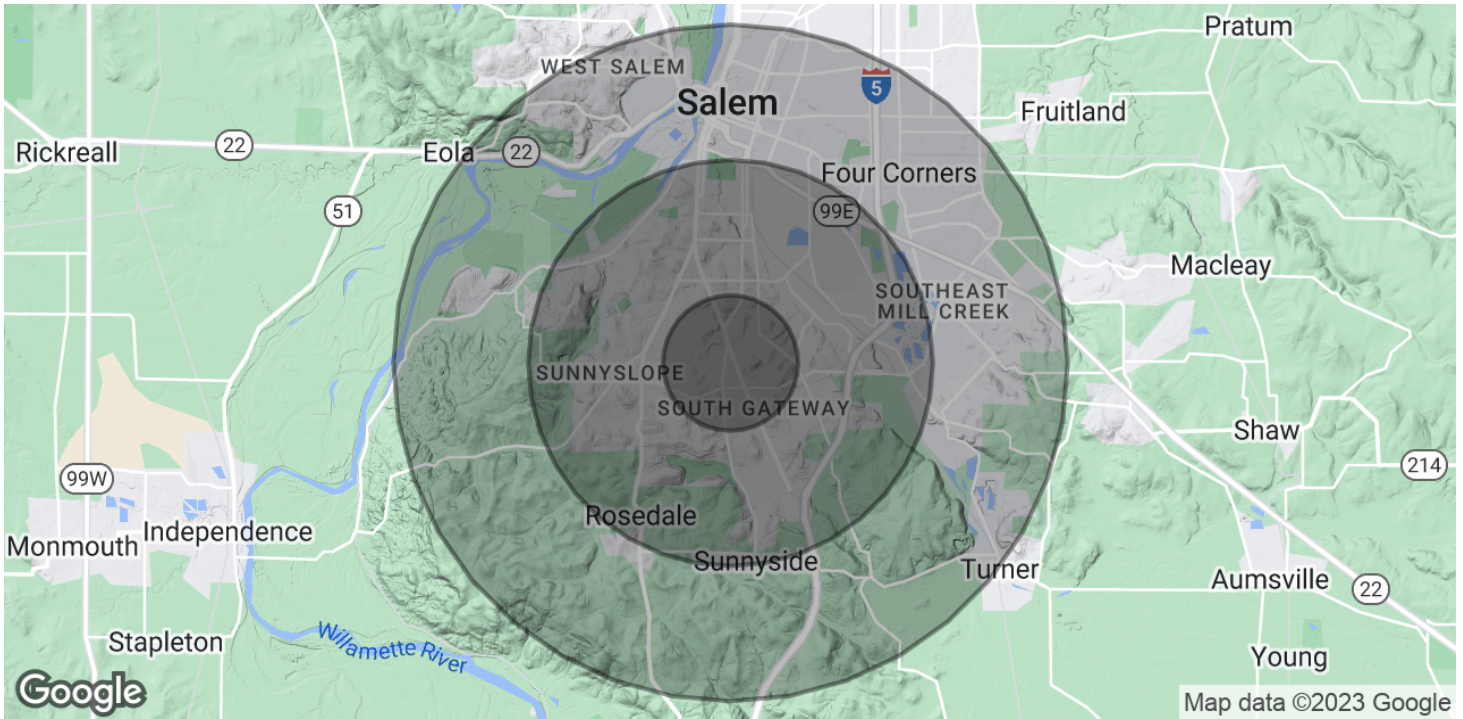 Pratum
WEST SALEM
5
Salem
Fruitland
Rickreall
22
Eola
22
Four Corners
51
99E
Macleay
SOUTHEAST
MILL CREEK
SUNNYSLOPE
SOUTH GATEWAY
Shaw
214
99W
Rosedale
Independence
Monmouth
Sunnyside
Turner
Aumsville
22
Stapleton
Willamette River
Young
Google
Map data ©2023 Google